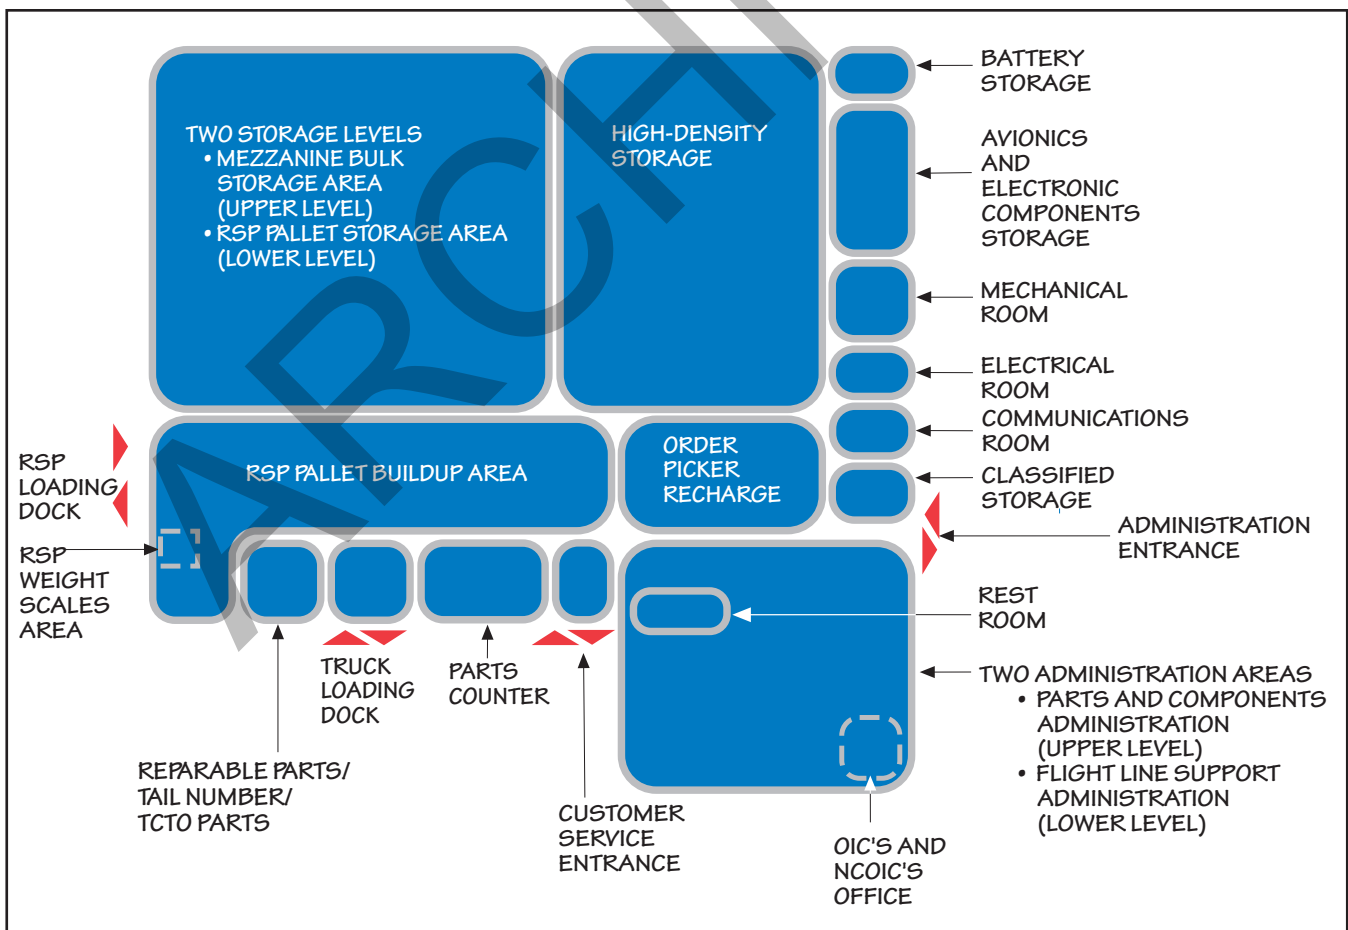 BATTERY
STORAGE
TWO STORAGE LEVELS
• MEZZANINE BULK
STORAGE AREA
(UPPER LEVEL)
• RSP PALLET STORAGE AREA
(LOWER LEVEL)
HIGH-DENSITY
STORAGE
AVIONICS
AND
ELECTRONIC
COMPONENTS
STORAGE
MECHANICAL
ROOM
ELECTRICAL
ROOM
COMMUNICATIONS
ROOM
CLASSIFIED
STORAGE
RSP
LOADING
DOCK
RSP PALLET BUILDUP AREA
ORDER
PICKER
RECHARGE
ADMINISTRATION
ENTRANCE
RSP
WEIGHT
SCALES
AREA
REST
ROOM
TRUCK
LOADING
DOCK
PARTS
COUNTER
TWO ADMINISTRATION AREAS
• PARTS AND COMPONENTS
ADMINISTRATION
(UPPER LEVEL)
• FLIGHT LINE SUPPORT
ADMINISTRATION
(LOWER LEVEL)
REPARABLE PARTS/
TAIL NUMBER/
TCTO PARTS
CUSTOMER
SERVICE
ENTRANCE
OIC'S AND
NCOIC'S
OFFICE